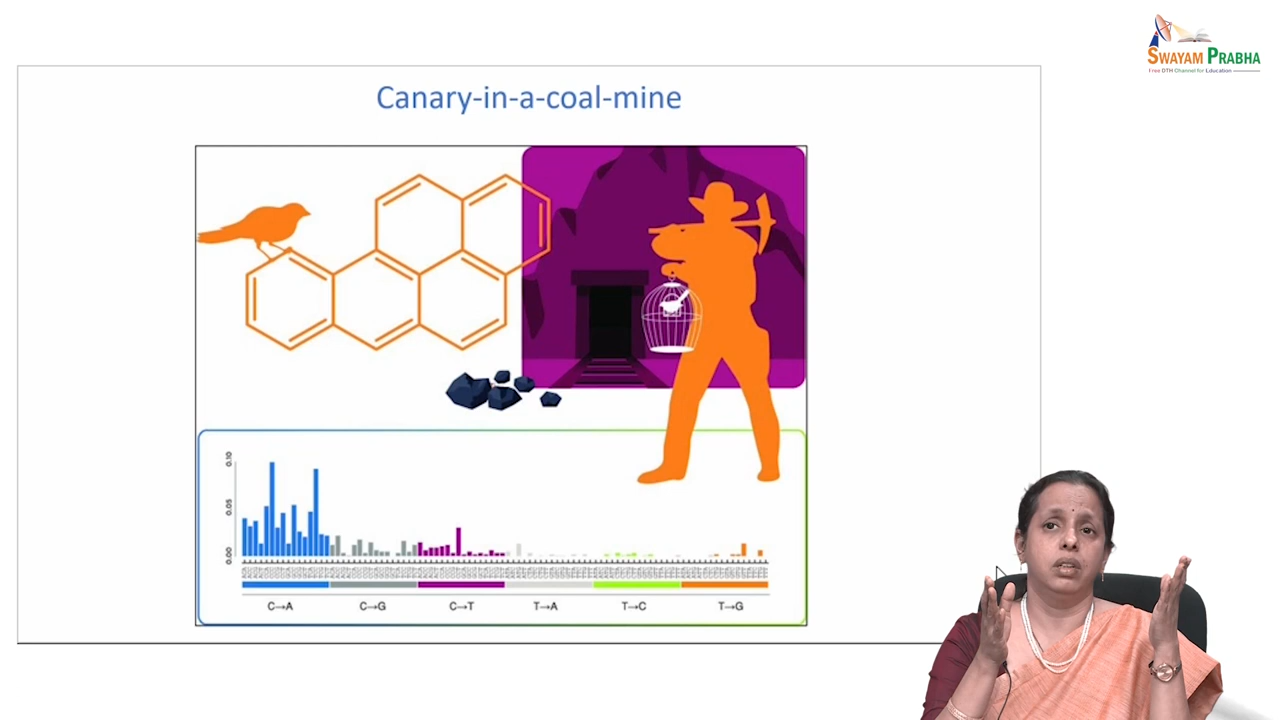 SWAYAM PRABHA
Free DTH Channel for Education
Canary-in-a-coal-mine
0.10
0.05
0.00
C→A C→G C→T T→A T→C T→G